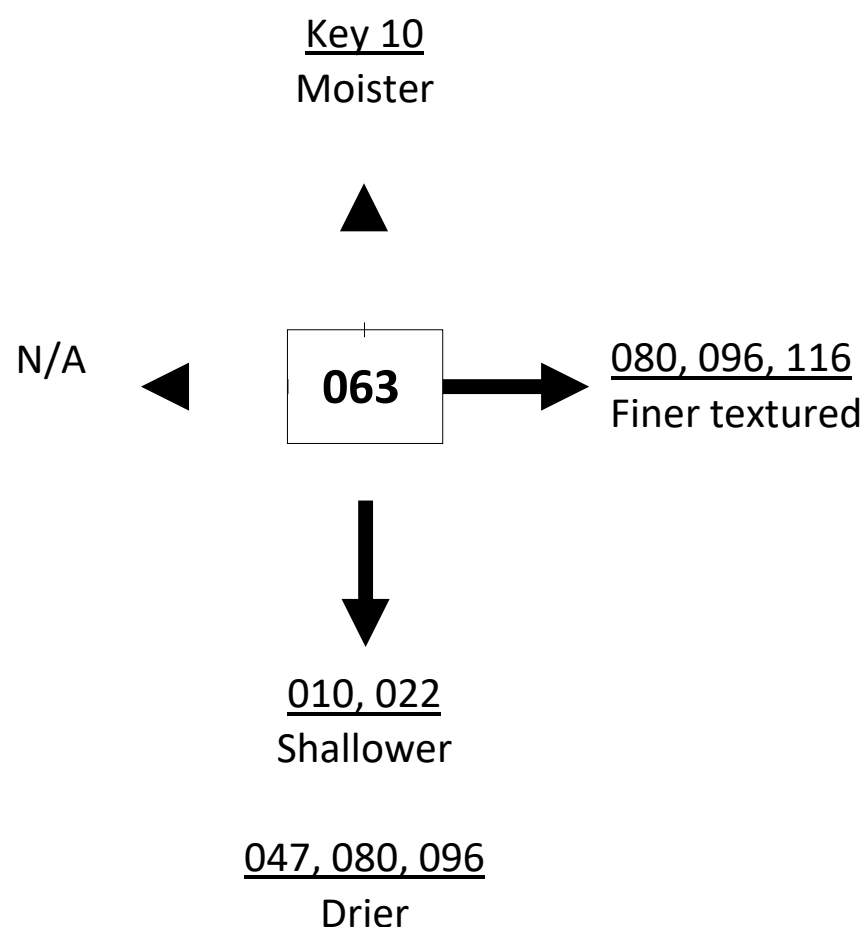 Key 10
Moister
N/A
063
080, 096, 116
Finer textured
010, 022
Shallower
047, 080, 096
Drier